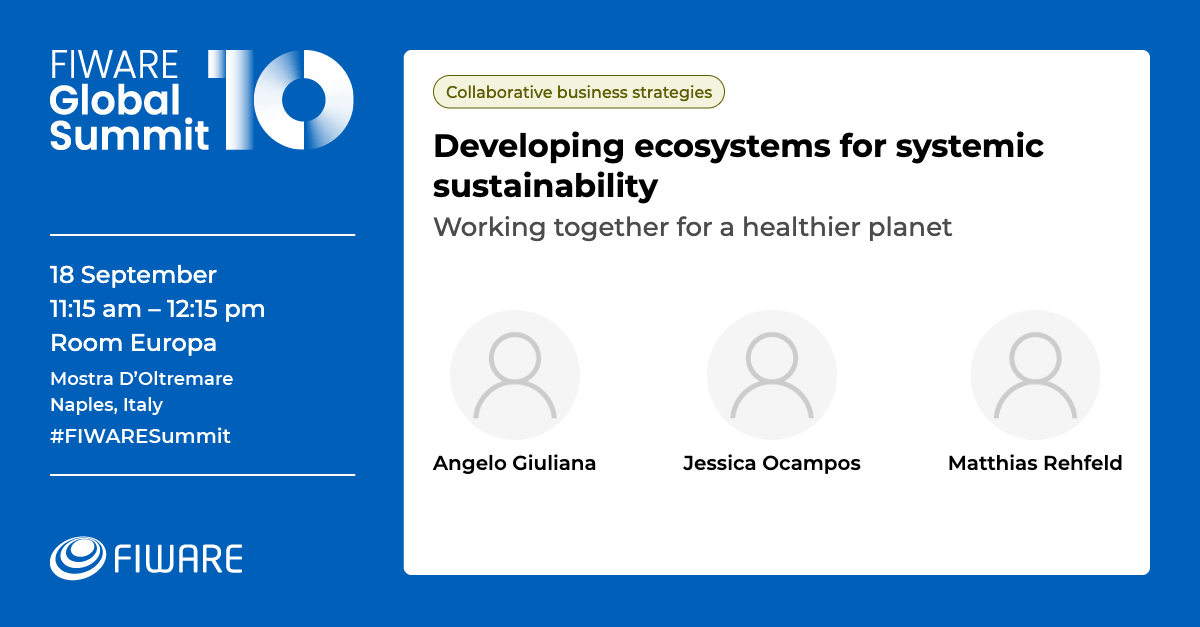 FIWARE
Global
Summit
10
18 September
11:15 am – 12:15 pm
Room Europa
Mostra D’Oltremare
Naples, Italy
#FIWARESummit
FIWARE
Collaborative business strategies
Developing ecosystems for systemic
sustainability
Working together for a healthier planet
Angelo Giuliana
Jessica Ocampos
Matthias Rehfeld